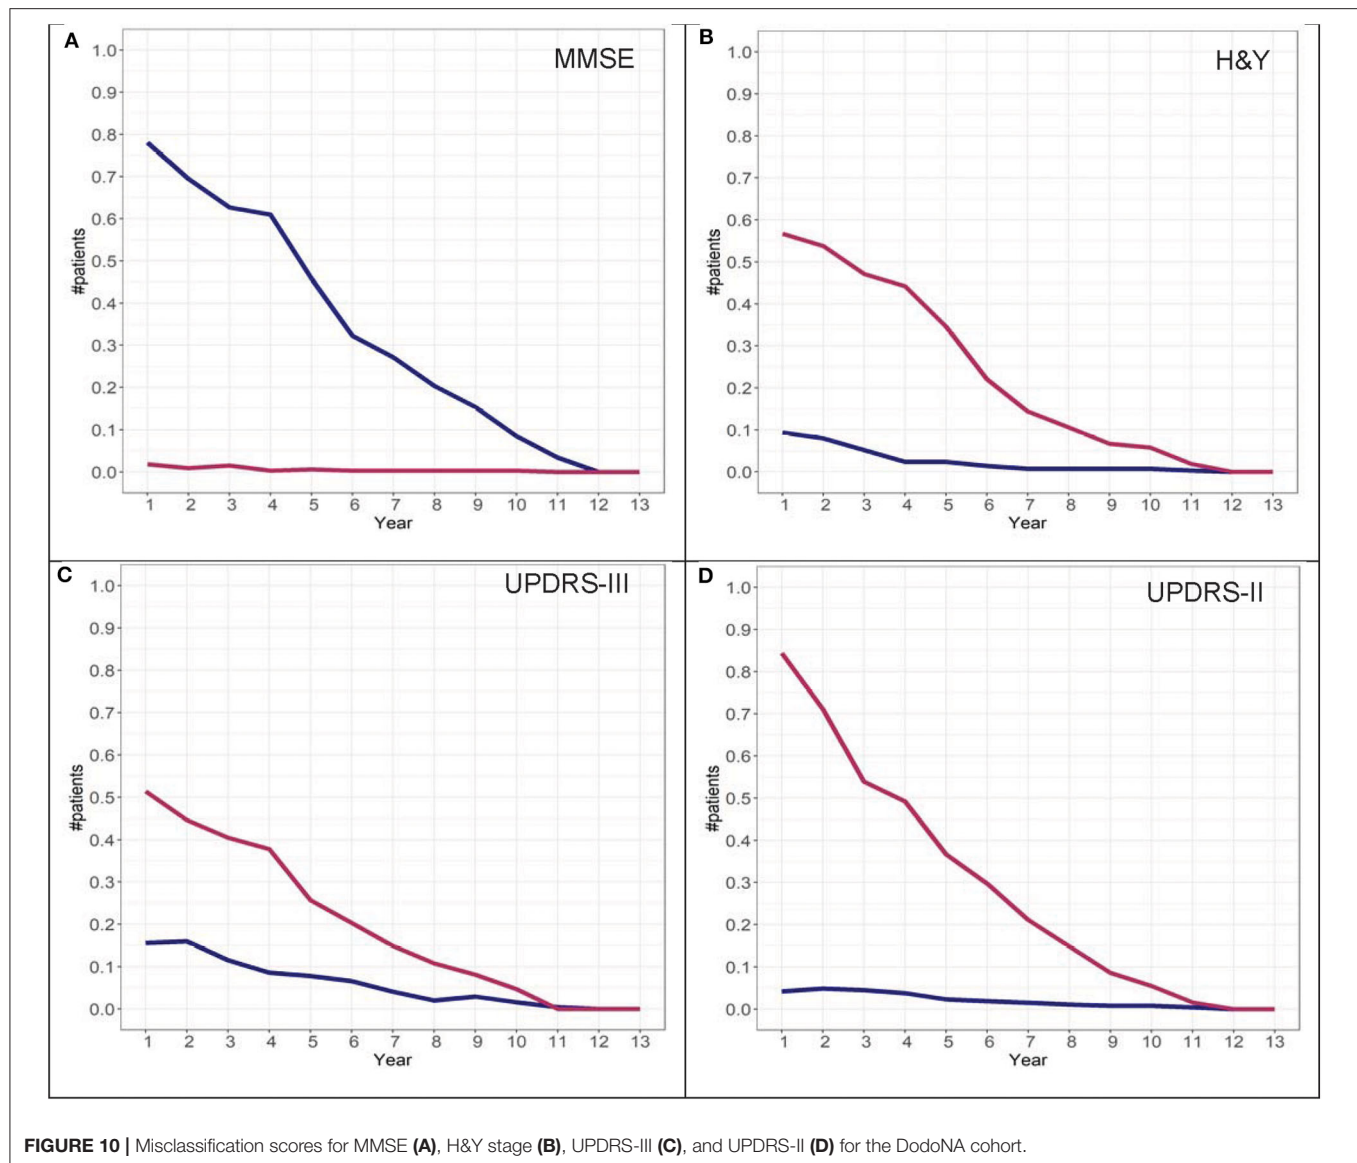 A
MMSE
1.0
0.9
0.8
0.7
0.6
0.5
0.4
0.3
0.2
0.1
0.0
#patients
1 2 3 4 5 6 7 8 9 10 11 12 13
Year
B
H&Y
1.0
0.9
0.8
0.7
0.6
0.5
0.4
0.3
0.2
0.1
0.0
#patients
1 2 3 4 5 6 7 8 9 10 11 12 13
Year
C
UPDRS-III
1.0
0.9
0.8
0.7
0.6
0.5
0.4
0.3
0.2
0.1
0.0
#patients
1 2 3 4 5 6 7 8 9 10 11 12 13
Year
D
UPDRS-II
1.0
0.9
0.8
0.7
0.6
0.5
0.4
0.3
0.2
0.1
0.0
#patients
1 2 3 4 5 6 7 8 9 10 11 12 13
Year
FIGURE 10 | Misclassification scores for MMSE (A), H&Y stage (B), UPDRS-III (C), and UPDRS-II (D) for the DodoNA cohort.